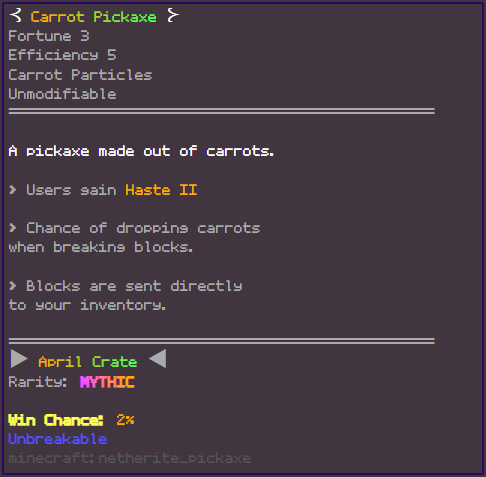 ⊰ Carrot Pickaxe ⊱
Fortune 3
Efficiency 5
Carrot Particles
Unmodifiable
A pickaxe made out of carrots.
> Users gain Haste II
> Chance of dropping carrots
when breaking blocks.
> Blocks are sent directly
to your inventory.
▶ April Crate ◀
Rarity: MYTHIC
Win Chance: 2%
Unbreakable
minecraft:netherite_pickaxe